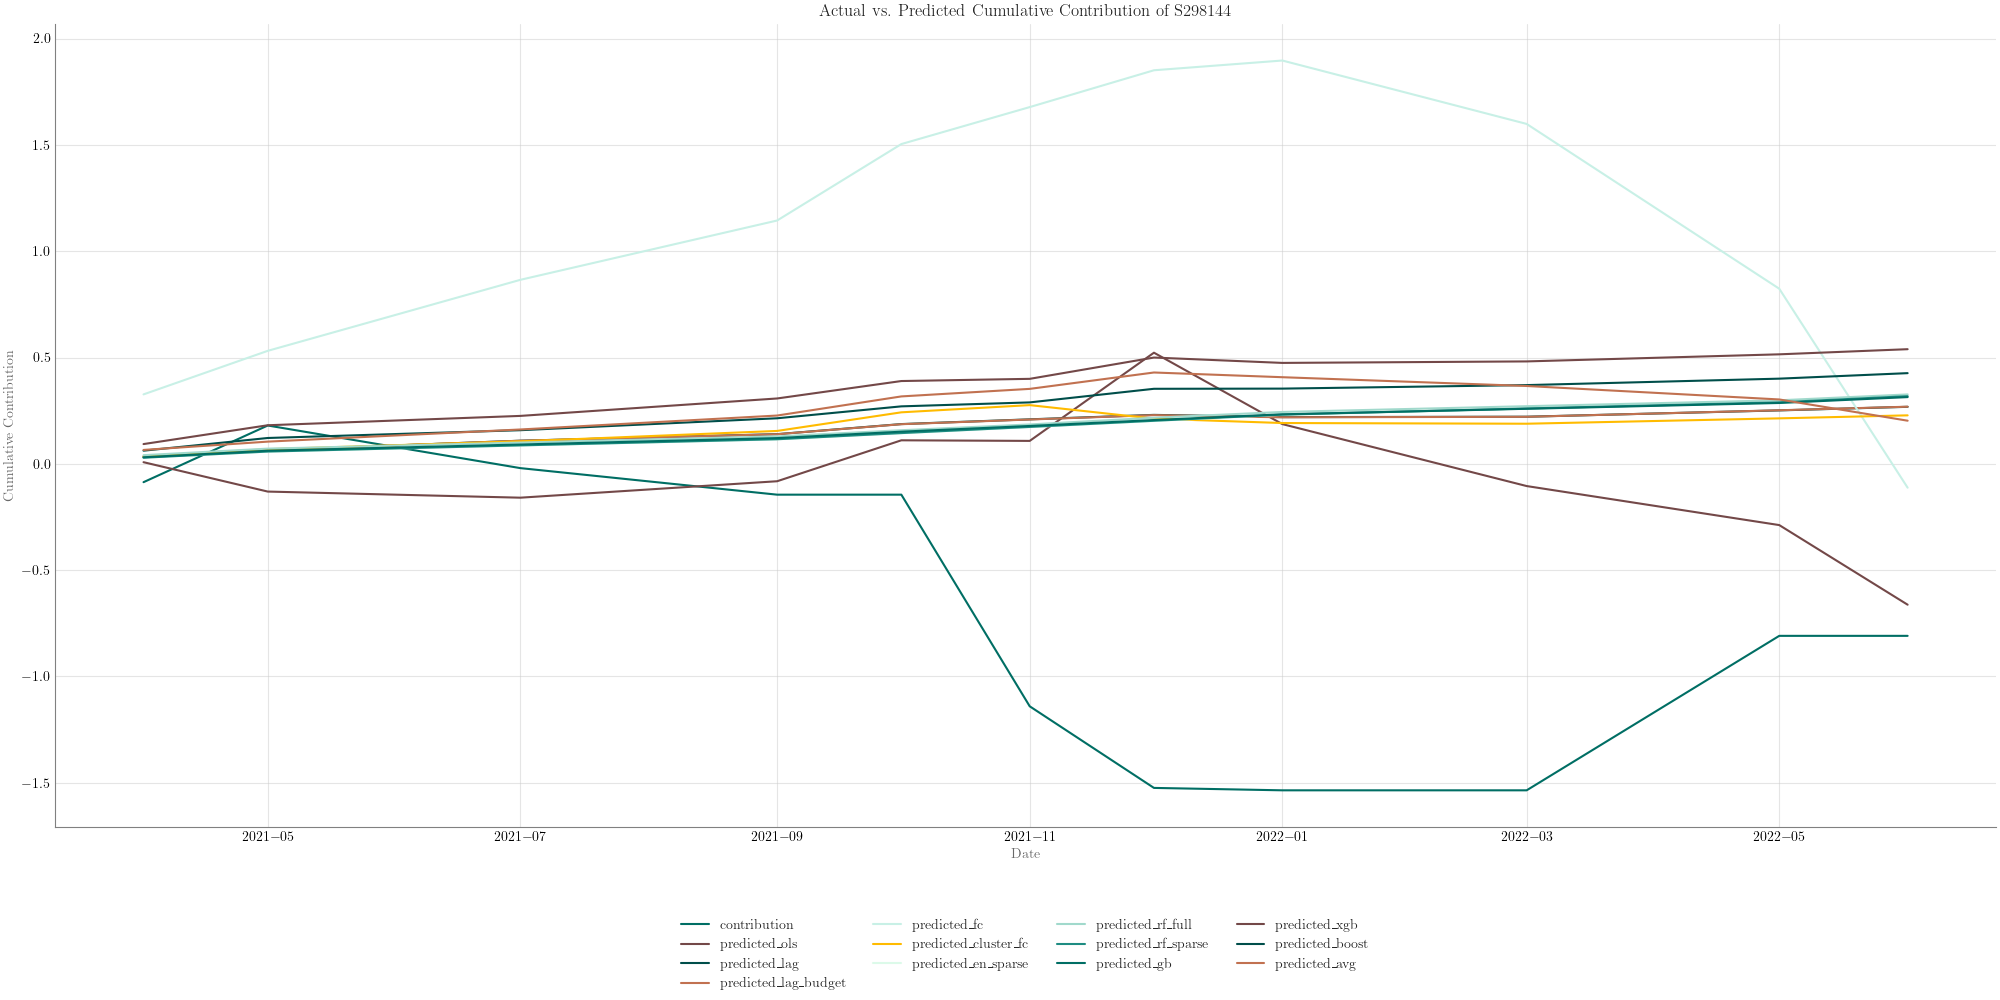 Actual vs. Predicted Cumulative Contribution of S298144
2.0
1.5
1.0
0.5
0.0
−0.5
−1.0
−1.5
Cumulative Contribution
2021−05
2021−07
2021−09
2021−11
2022−01
2022−03
2022−05
Date
contribution
predicted_ols
predicted_lag
predicted_lag_budget
predicted_fc
predicted_cluster_fc
predicted_en_sparse
predicted_rf_full
predicted_rf_sparse
predicted_gb
predicted_xgb
predicted_boost
predicted_avg